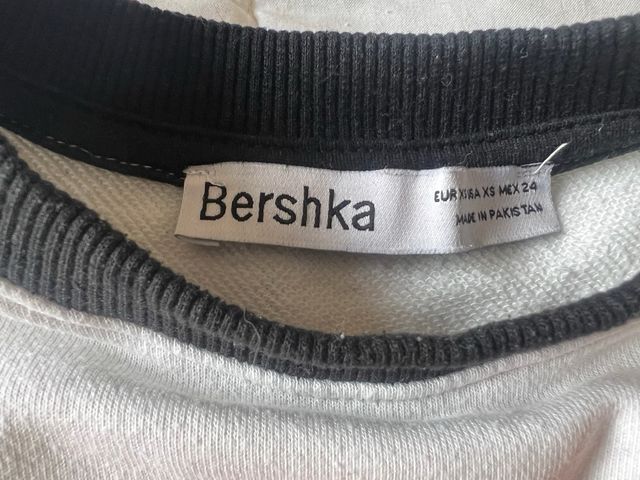 Bershka
EUR XS USA XS MEX 24
MADE IN PAKISTAN